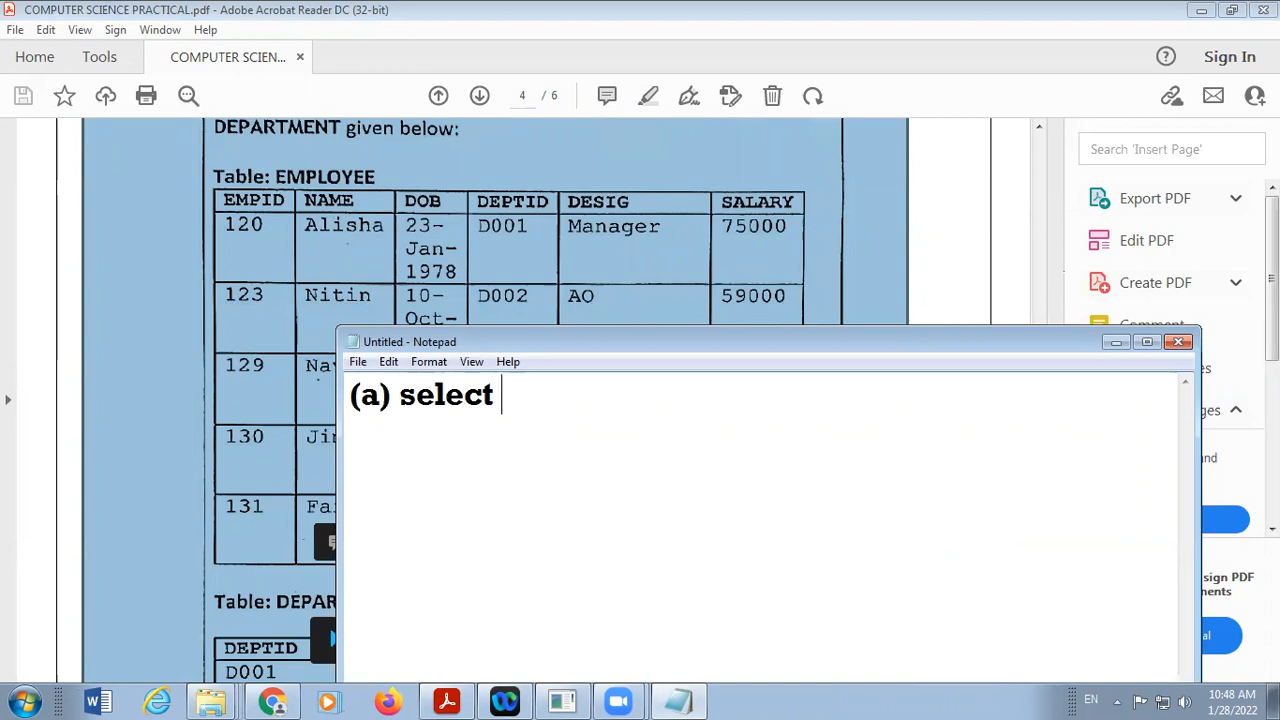 COMPUTER SCIENCE PRACTICAL.pdf - Adobe Acrobat Reader DC (32-bit)
File Edit View Sign Window Help
Home Tools COMPUTER SCIEN... × Sign In
4 / 6
DEPARTMENT given below:
Search 'Insert Page'
Table: EMPLOYEE
EMPID NAME DOB DEPTID DESIG SALARY
120 Alisha 23- D001 Manager 75000
Jan-
1978
123 Nitin 10- D002 AO 59000
Oct-
129
130
131
Export PDF
Edit PDF
Create PDF
Comment
Untitled - Notepad
File Edit Format View Help
(a) select
Table:
DEPTID
D001
EN 10:48 AM
1/28/2022